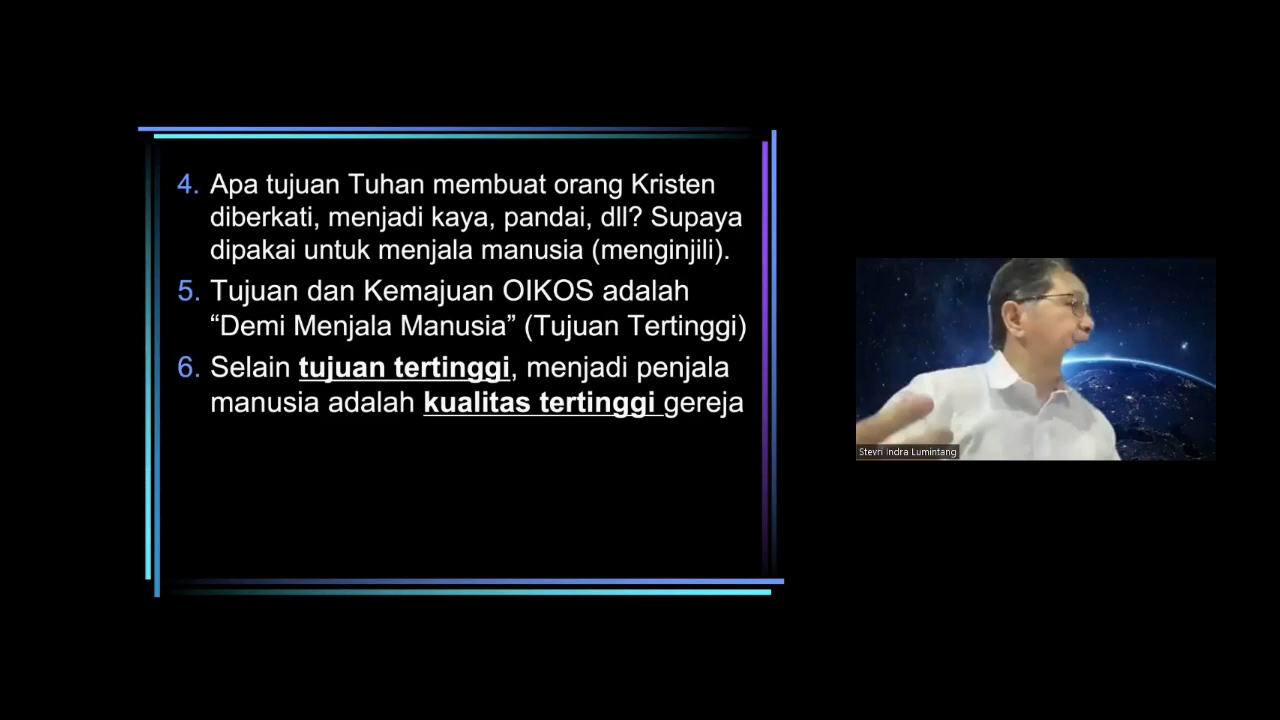 4. Apa tujuan Tuhan membuat orang Kristen
diberkati, menjadi kaya, pandai, dll? Supaya
dipakai untuk menjala manusia (menginjili).
5. Tujuan dan Kemajuan OIKOS adalah
“Demi Menjala Manusia” (Tujuan Tertinggi)
6. Selain tujuan tertinggi, menjadi penjala
manusia adalah kualitas tertinggi gereja
Stevri Indra Lumintang